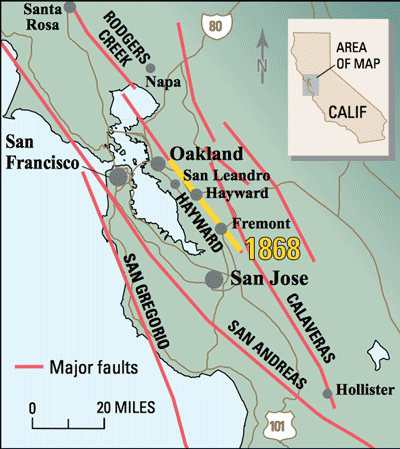 Santa
Rosa
RODGERS
CREEK
80
N
AREA
OF MAP
CALIF
Napa
San
Francisco
Oakland
San Leandro
Hayward
HAYWARD
Fremont
1868
San Jose
SAN GREGORIO
SAN ANDREAS
CALAVERAS
Major faults
Hollister
0 20 MILES
101